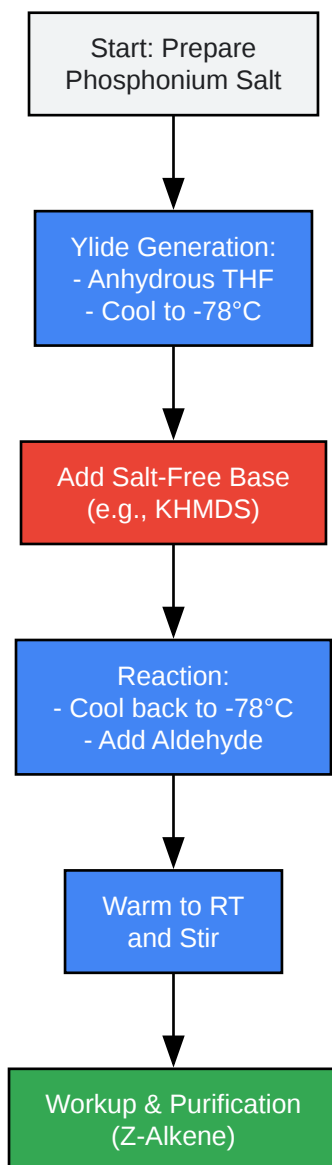 Start: Prepare
Phosphonium Salt
Ylide Generation:
- Anhydrous THF
- Cool to -78°C
Add Salt-Free Base
(e.g., KHMDS)
Reaction:
- Cool back to -78°C
- Add Aldehyde
Warm to RT
and Stir
Workup & Purification
(Z-Alkene)